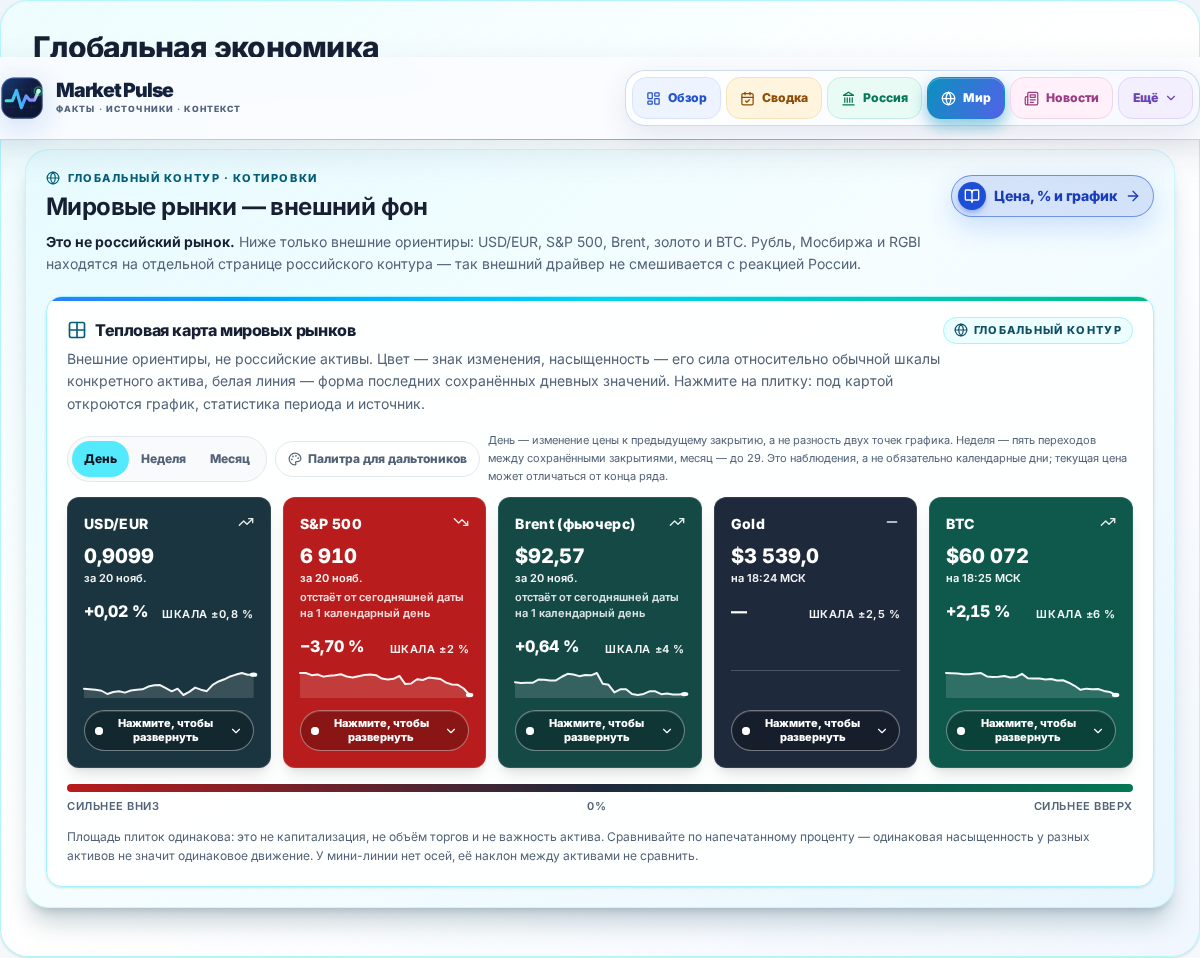 Глобальная экономика
MarketPulse
ФАКТЫ · ИСТОЧНИКИ · КОНТЕКСТ
Обзор
Сводка
Россия
Мир
Новости
Ещё
ГЛОБАЛЬНЫЙ КОНТУР · КОТИРОВКИ
Мировые рынки — внешний фон
Цена, % и график
Это не российский рынок. Ниже только внешние ориентиры: USD/EUR, S&P 500, Brent, золото и BTC. Рубль, Мосбиржа и RGBI
находятся на отдельной странице российского контура — так внешний драйвер не смешивается с реакцией России.
Тепловая карта мировых рынков
ГЛОБАЛЬНЫЙ КОНТУР
Внешние ориентиры, не российские активы. Цвет — знак изменения, насыщенность — его сила относительно обычной шкалы
конкретного актива, белая линия — форма последних сохранённых дневных значений. Нажмите на плитку: под картой
откроются график, статистика периода и источник.
День
Неделя
Месяц
Палитра для дальтоников
День — изменение цены к предыдущему закрытию, а не разность двух точек графика. Неделя — пять переходов
между сохранёнными закрытиями, месяц — до 29. Это наблюдения, а не обязательно календарные дни; текущая цена
может отличаться от конца ряда.
USD/EUR
0,9099
за 20 нояб.
+0,02 %
ШКАЛА ±0,8 %
Нажмите, чтобы
развернуть
S&P 500
6 910
за 20 нояб.
отстаёт от сегодняшней даты
на 1 календарный день
−3,70 %
ШКАЛА ±2 %
Нажмите, чтобы
развернуть
Brent (фьючерс)
$92,57
за 20 нояб.
отстаёт от сегодняшней даты
на 1 календарный день
+0,64 %
ШКАЛА ±4 %
Нажмите, чтобы
развернуть
Gold
$3 539,0
на 18:24 МСК
—
ШКАЛА ±2,5 %
Нажмите, чтобы
развернуть
BTC
$60 072
на 18:25 МСК
+2,15 %
ШКАЛА ±6 %
Нажмите, чтобы
развернуть
СИЛЬНЕЕ ВНИЗ
0%
СИЛЬНЕЕ ВВЕРХ
Площадь плиток одинакова: это не капитализация, не объём торгов и не важность актива. Сравнивайте по напечатанному проценту — одинаковая насыщенность у разных
активов не значит одинаковое движение. У мини-линии нет осей, её наклон между активами не сравнить.